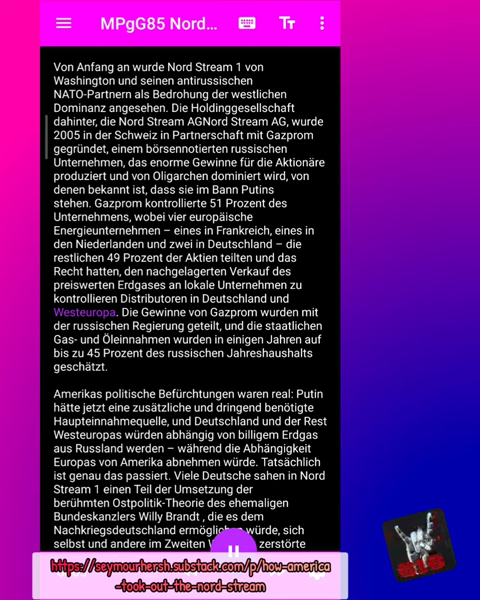 MPgG85 Nord…
Von Anfang an wurde Nord Stream 1 von
Washington und seinen antirussischen
NATO-Partnern als Bedrohung der westlichen
Dominanz angesehen. Die Holdinggesellschaft
dahinter, die Nord Stream AGNord Stream AG, wurde
2005 in der Schweiz in Partnerschaft mit Gazprom
gegründet, einem börsennotierten russischen
Unternehmen, das enorme Gewinne für die Aktionäre
produziert und von Oligarchen dominiert wird, von
denen bekannt ist, dass sie im Bann Putins
stehen. Gazprom kontrollierte 51 Prozent des
Unternehmens, wobei vier europäische
Energieunternehmen – eines in Frankreich, eines in
den Niederlanden und zwei in Deutschland – die
restlichen 49 Prozent der Aktien teilten und das
Recht hatten, den nachgelagerten Verkauf des
preiswerten Erdgases an lokale Unternehmen zu
kontrollieren Distributoren in Deutschland und
Westeuropa. Die Gewinne von Gazprom wurden mit
der russischen Regierung geteilt, und die staatlichen
Gas- und Öleinnahmen wurden in einigen Jahren auf
bis zu 45 Prozent des russischen Jahreshaushalts
geschätzt.
Amerikas politische Befürchtungen waren real: Putin
hätte jetzt eine zusätzliche und dringend benötigte
Haupteinnahmequelle, und Deutschland und der Rest
Westeuropas würden abhängig von billigem Erdgas
aus Russland werden – während die Abhängigkeit
Europas von Amerika abnehmen würde. Tatsächlich
ist genau das passiert. Viele Deutsche sahen in Nord
Stream 1 einen Teil der Umsetzung der
berühmten Ostpolitik-Theorie des ehemaligen
Bundeskanzlers Willy Brandt , die es dem
Nachkriegsdeutschland ermöglichen würde, sich
selbst und andere im Zweiten zerstörte
https://seymourhersh.substack.com/p/how-america
-took-out-the-nord-stream